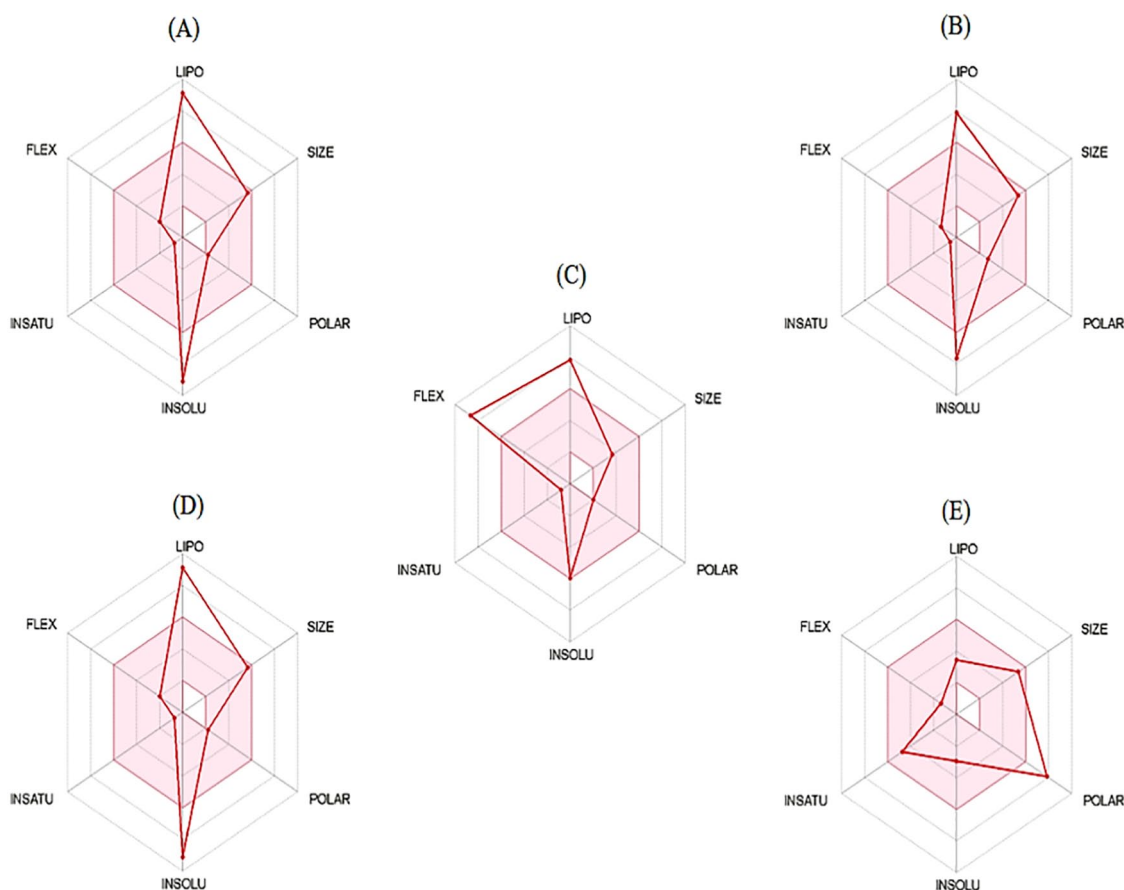 (A)
LIPO
FLEX
SIZE
INSATU
POLAR
INSOLU
(B)
LIPO
FLEX
SIZE
INSATU
POLAR
INSOLU
(C)
LIPO
FLEX
SIZE
INSATU
POLAR
INSOLU
(D)
LIPO
FLEX
SIZE
INSATU
POLAR
INSOLU
(E)
LIPO
FLEX
SIZE
INSATU
POLAR
INSOLU